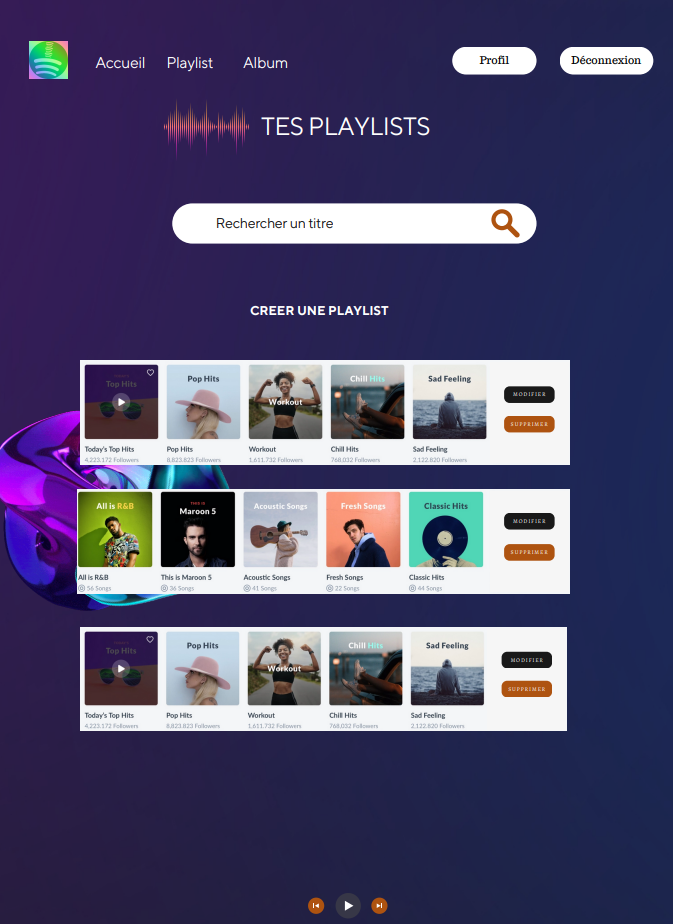 Accueil Playlist Album Profil Déconnexion
TES PLAYLISTS
Rechercher un titre
CREER UNE PLAYLIST
Top Hits Pop Hits Workout Chill Hits Sad Feeling
MODIFIER
SUPPRIMER
Today's Top Hits Pop Hits Workout Chill Hits Sad Feeling
4,223,172 Followers 8,823,823 Followers 1,611,732 Followers 768,032 Followers 2,122,820 Followers
All is R&B THIS IS Maroon 5 Acoustic Songs Fresh Songs Classic Hits
MODIFIER
SUPPRIMER
All is R&B This is Maroon 5 Acoustic Songs Fresh Songs Classic Hits
56 Songs 36 Songs 41 Songs 22 Songs 44 Songs
Top Hits Pop Hits Workout Chill Hits Sad Feeling
MODIFIER
SUPPRIMER
Today's Top Hits Pop Hits Workout Chill Hits Sad Feeling
4,223,172 Followers 8,823,823 Followers 1,611,732 Followers 768,032 Followers 2,122,820 Followers